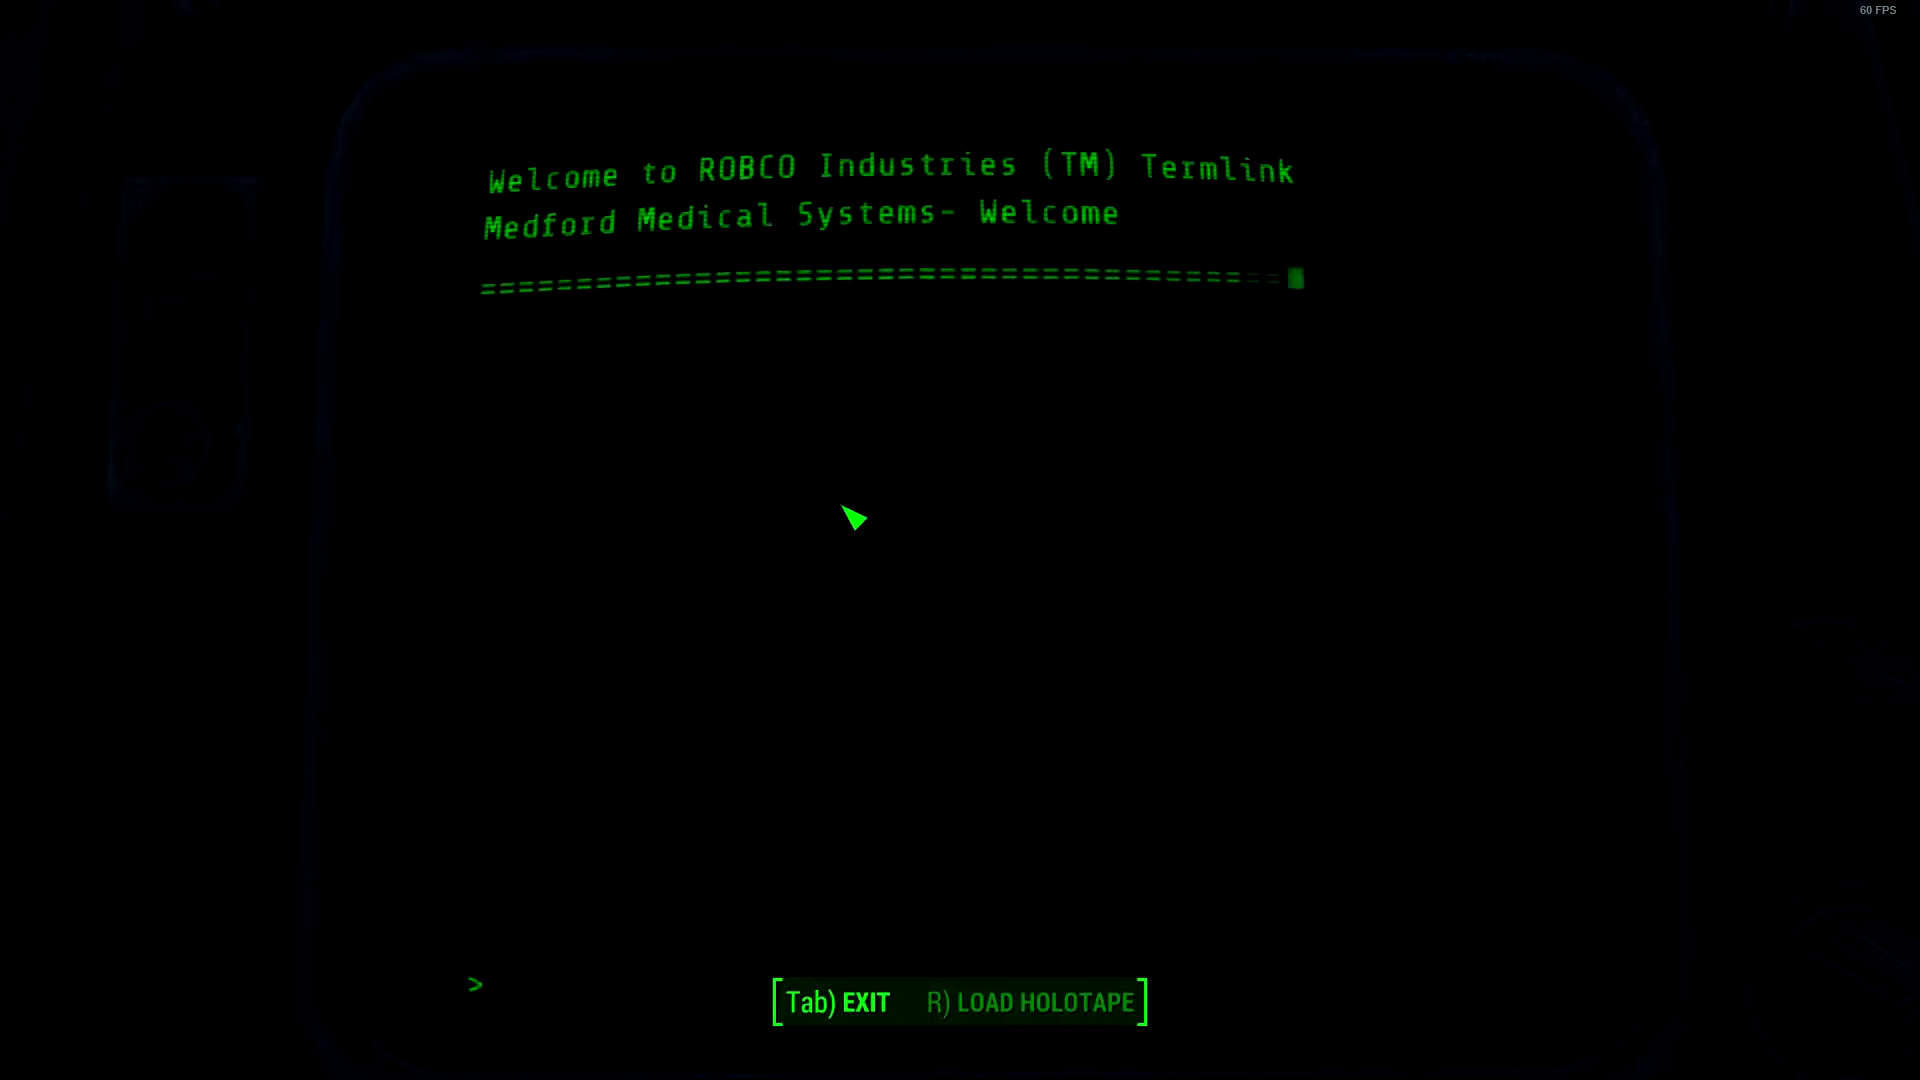 60 FPS
Welcome to ROBCO Industries (TM) Termlink
Medford Medical Systems- Welcome
==========================================
>
Tab) EXIT R) LOAD HOLOTAPE